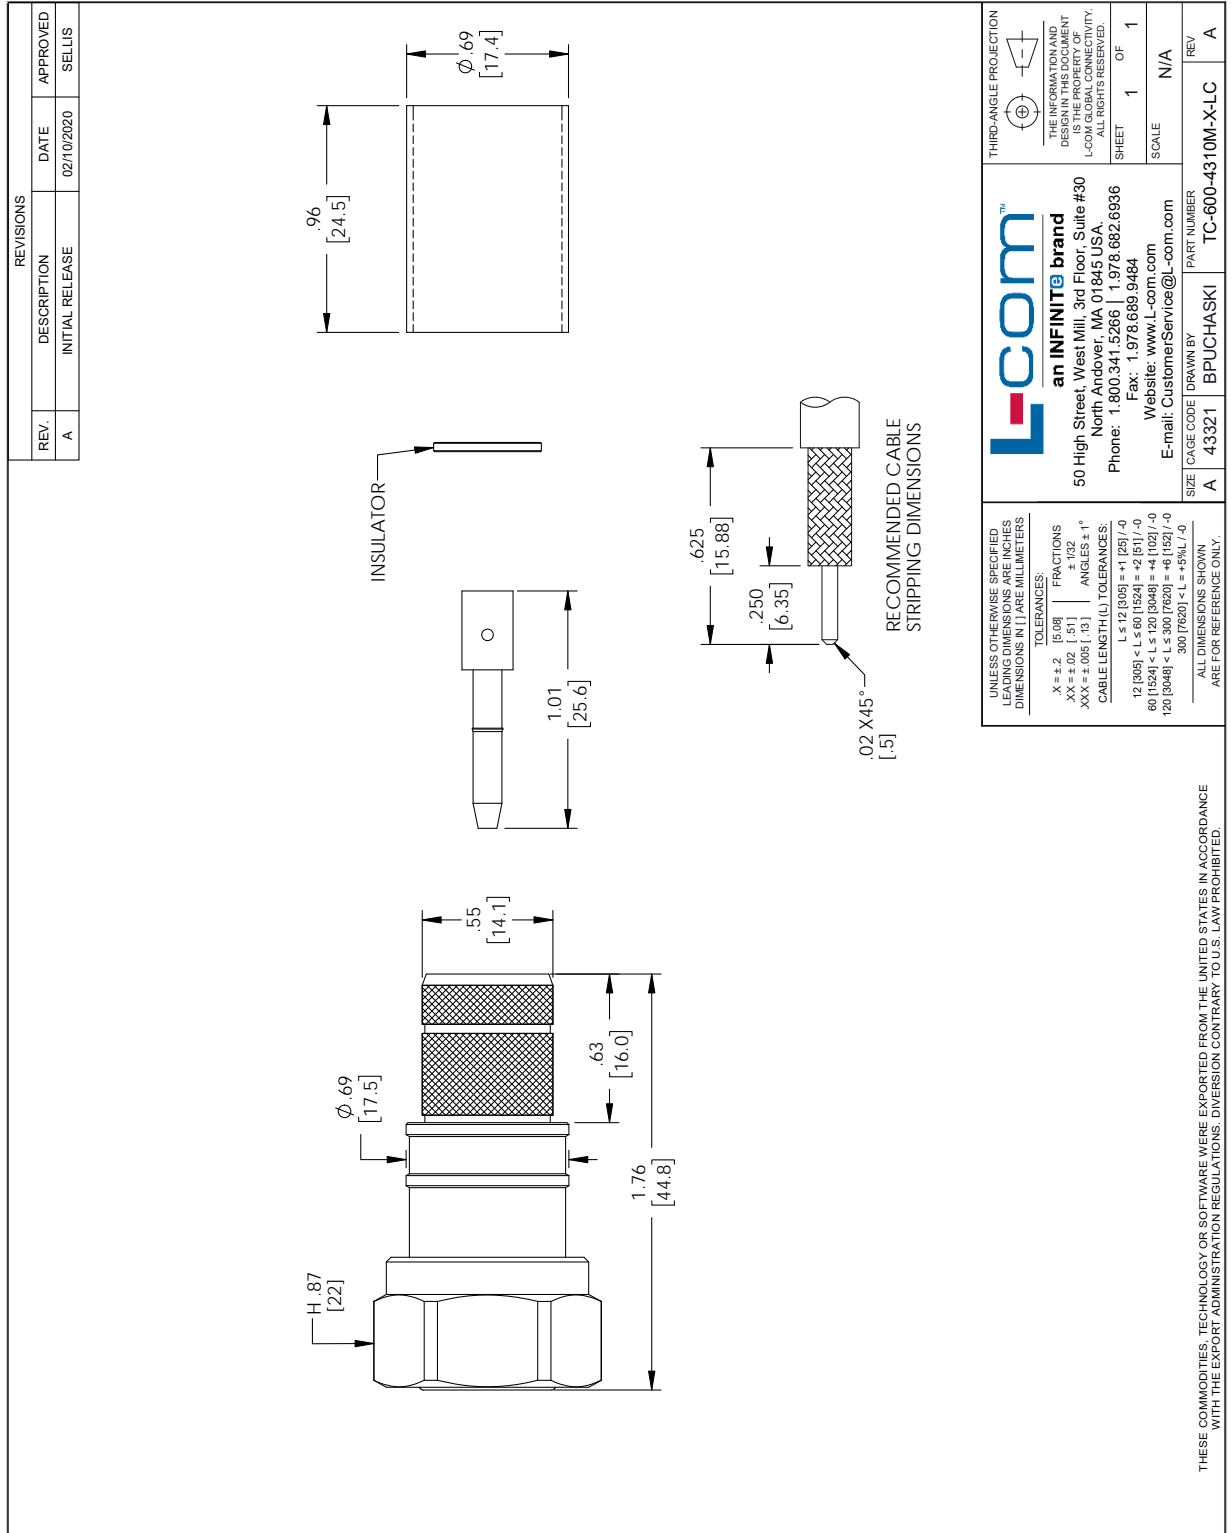 REVISIONS
REV. DESCRIPTION DATE APPROVED
A INITIAL RELEASE 02/10/2020 SELLIS
H .87
[22]
Ø.69
[17.5]
.55
[14.1]
.63
[16.0]
1.76
[44.8]
1.01
[25.6]
INSULATOR
.96
[24.5]
Ø.69
[17.4]
.625
[15.88]
.250
[6.35]
.02 X 45°
[.5]
RECOMMENDED CABLE
STRIPPING DIMENSIONS
UNLESS OTHERWISE SPECIFIED
LEADING DIMENSIONS ARE INCHES
DIMENSIONS IN [ ] ARE MILLIMETERS
TOLERANCES:
.X = ±.2 [5.08] FRACTIONS
.XX = ±.02 [.51] ± 1/32
.XXX = ±.005 [.13] ANGLES ± 1°
CABLE LENGTH (L) TOLERANCES:
L ≤ 12 [305] = +1 [25] / -0
12 [305] < L ≤ 60 [1524] = +2 [51] / -0
60 [1524] < L ≤ 120 [3048] = +4 [102] / -0
120 [3048] < L ≤ 300 [7620] = +6 [152] / -0
300 [7620] < L = +5%L / -0
ALL DIMENSIONS SHOWN
ARE FOR REFERENCE ONLY.
L-com™
an INFINITe brand
50 High Street, West Mill, 3rd Floor, Suite #30
North Andover, MA 01845 USA.
Phone: 1.800.341.5266 | 1.978.682.6936
Fax: 1.978.689.9484
Website: www.L-com.com
E-mail: CustomerService@L-com.com
THIRD-ANGLE PROJECTION
THE INFORMATION AND
DESIGN IN THIS DOCUMENT
IS THE PROPERTY OF
L-COM GLOBAL CONNECTIVITY.
ALL RIGHTS RESERVED.
SHEET 1 OF 1
SCALE N/A
SIZE CAGE CODE DRAWN BY PART NUMBER REV
A 43321 BPUCHASKI TC-600-4310M-X-LC A
THESE COMMODITIES, TECHNOLOGY OR SOFTWARE WERE EXPORTED FROM THE UNITED STATES IN ACCORDANCE
WITH THE EXPORT ADMINISTRATION REGULATIONS. DIVERSION CONTRARY TO U.S. LAW PROHIBITED.